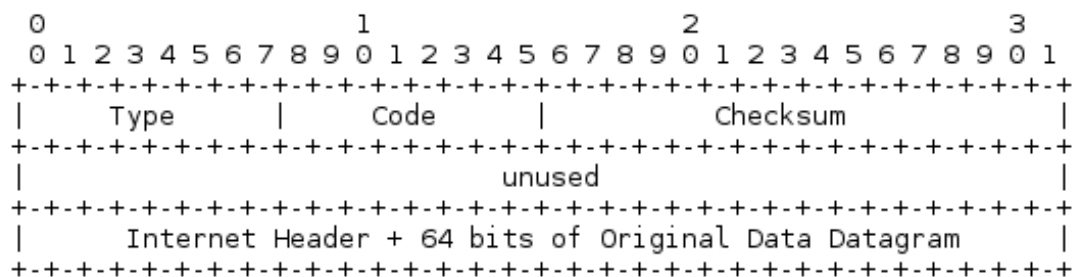 0                   1                   2                   3
0 1 2 3 4 5 6 7 8 9 0 1 2 3 4 5 6 7 8 9 0 1 2 3 4 5 6 7 8 9 0 1
+-+-+-+-+-+-+-+-+-+-+-+-+-+-+-+-+-+-+-+-+-+-+-+-+-+-+-+-+-+-+-+-+
|     Type      |     Code      |          Checksum             |
+-+-+-+-+-+-+-+-+-+-+-+-+-+-+-+-+-+-+-+-+-+-+-+-+-+-+-+-+-+-+-+-+
|                             unused                            |
+-+-+-+-+-+-+-+-+-+-+-+-+-+-+-+-+-+-+-+-+-+-+-+-+-+-+-+-+-+-+-+-+
|      Internet Header + 64 bits of Original Data Datagram      |
+-+-+-+-+-+-+-+-+-+-+-+-+-+-+-+-+-+-+-+-+-+-+-+-+-+-+-+-+-+-+-+-+